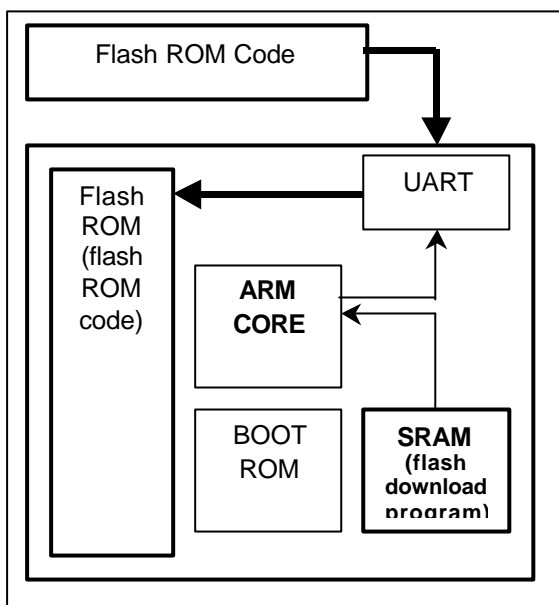 Flash ROM Code
UART
Flash
ROM
(flash
ROM
code)
ARM
CORE
BOOT
ROM
SRAM
(flash
download
program)